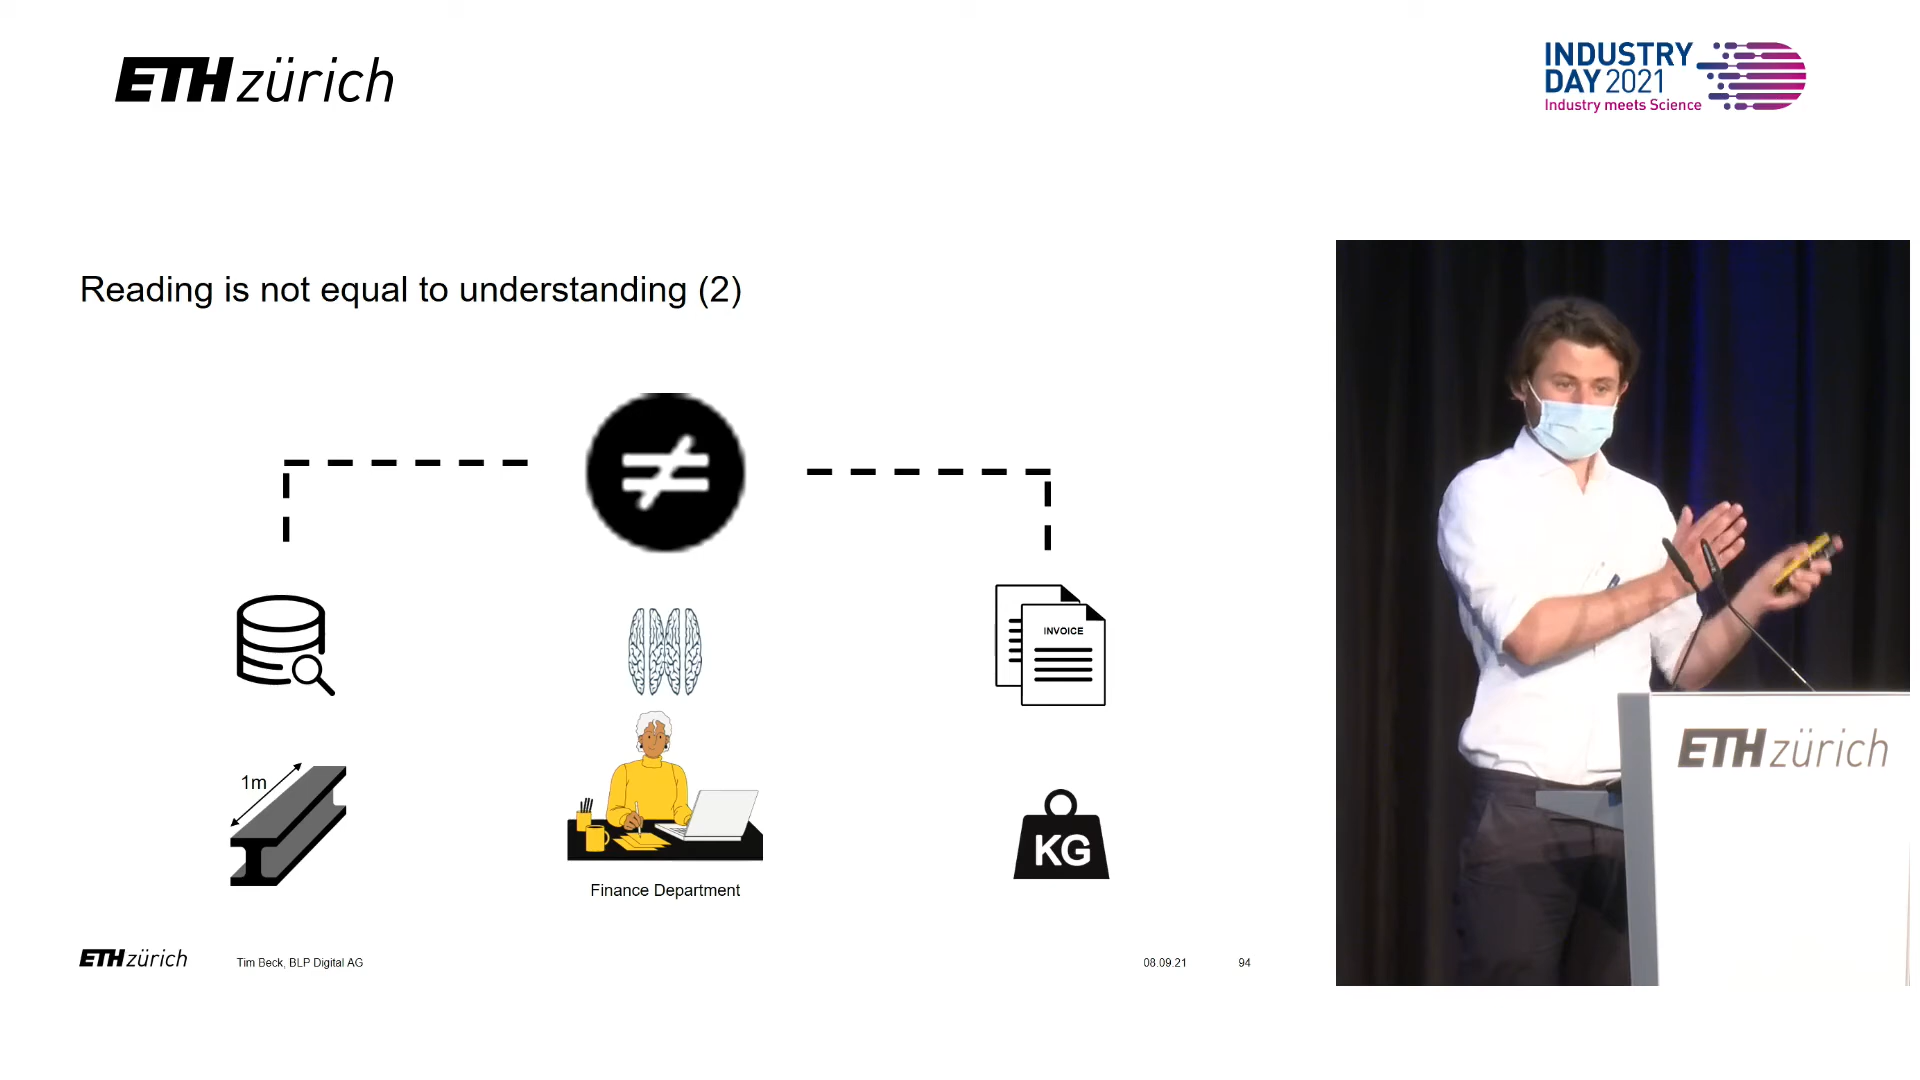 ETH zürich
INDUSTRY
DAY 2021
Industry meets Science
Reading is not equal to understanding (2)
INVOICE
1m
KG
Finance Department
ETH zürich
ETH zürich
Tim Beck, BLP Digital AG
08.09.21
94